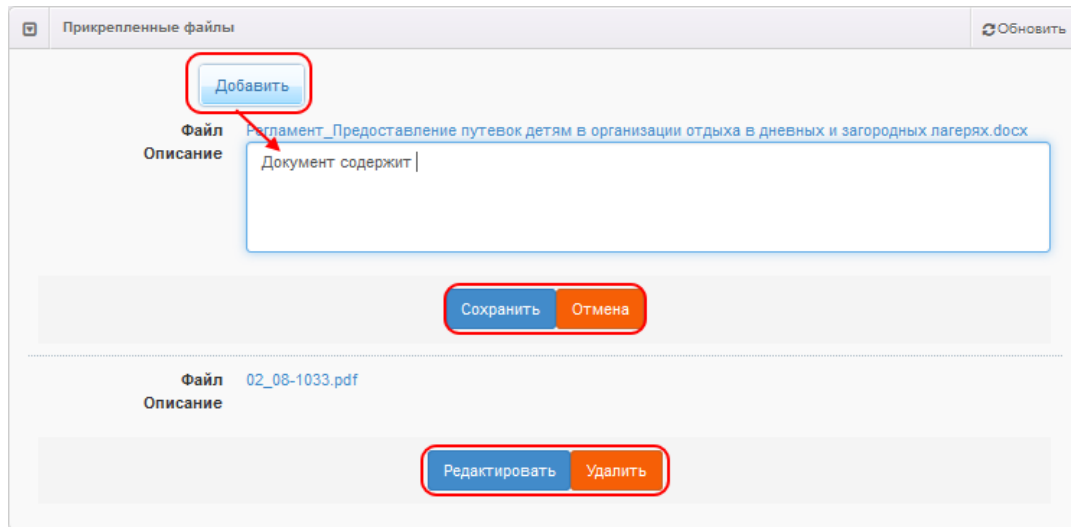 Прикрепленные файлы Обновить
Добавить
Файл Регламент_Предоставление путевок детям в организации отдыха в дневных и загородных лагерях.docx
Описание
Документ содержит
Сохранить Отмена
Файл 02_08-1033.pdf
Описание
Редактировать Удалить